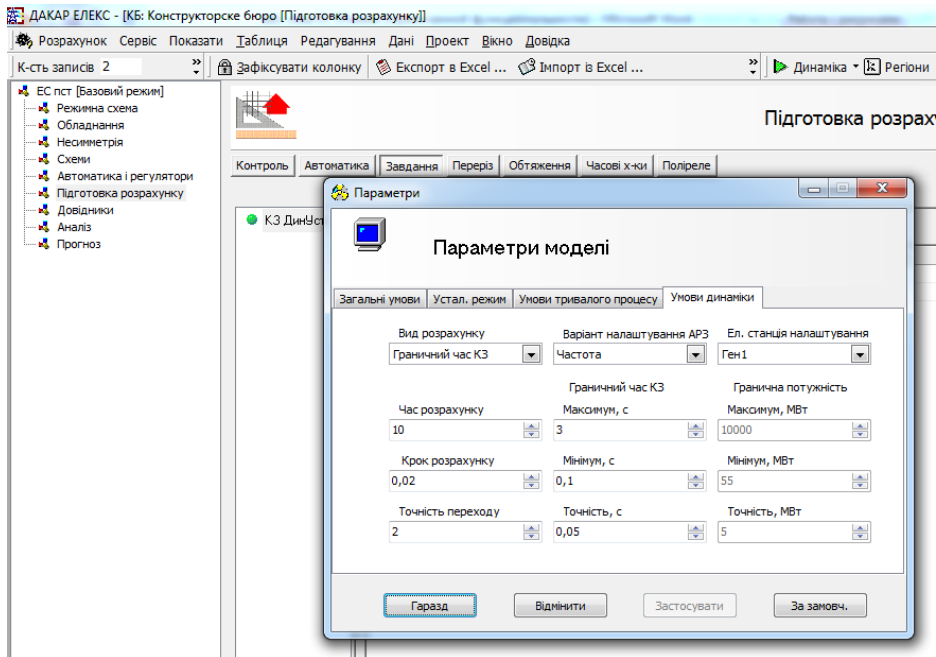 ДАКАР ЕЛЕКС - [КБ: Конструкторске бюро [Підготовка розрахунку]]
Розрахунок Сервіс Показати Таблиця Редагування Дані Проект Вікно Довідка
К-сть записів 2 Зафіксувати колонку Експорт в Excel ... Імпорт із Excel ... Динаміка Регіони
ЕС пст [Базовий режим]
Режимна схема
Обладнання
Несиметрія
Схеми
Автоматика і регулятори
Підготовка розрахунку
Довідники
Аналіз
Прогноз
Підготовка розрах
Контроль Автоматика Завдання Переріз Обтяження Часові х-ки Поліреле
КЗ ДинУст
Параметри
Параметри моделі
Загальні умови Устал. режим Умови тривалого процесу Умови динаміки
Вид розрахунку Варіант налаштування АРЗ Ел. станція налаштування
Граничний час КЗ Частота Ген1
Граничний час КЗ Гранична потужність
Час розрахунку Максимум, с Максимум, МВт
10 3 10000
Крок розрахунку Мінімум, с Мінімум, МВт
0,02 0,1 55
Точність переходу Точність, с Точність, МВт
2 0,05 5
Гаразд Відмінити Застосувати За замовч.